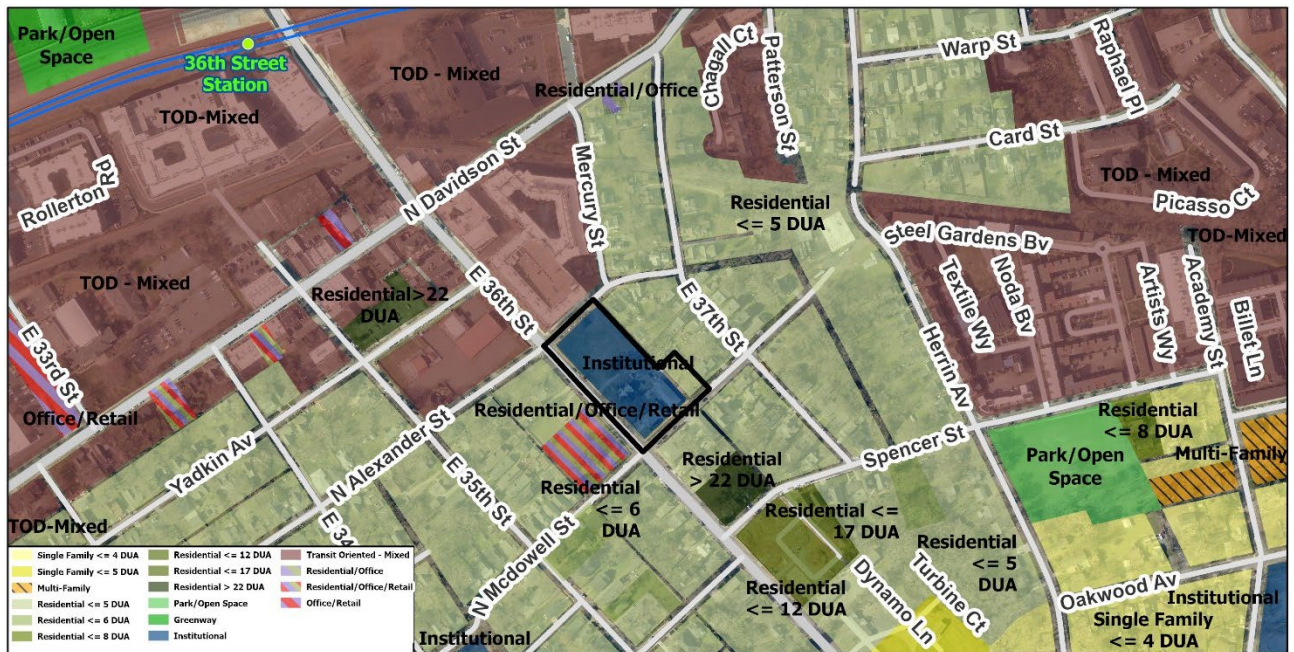 Park/Open
Space
36th Street
Station
TOD - Mixed
TOD-Mixed
Residential/Office
Chagall Ct
Patterson St
Warp St
Raphael Pl
Card St
TOD - Mixed
Picasso Ct
Rollerton Rd
N Davidson St
Mercury St
Residential
<= 5 DUA
Steel Gardens Bv
TOD-Mixed
TOD - Mixed
Residential>22
DUA
E 36th St
E 37th St
Textile Wy
Noda Bv
Artists Wy
Academy St
Billet Ln
E 33rd St
Institutional
Herrin Av
Office/Retail
Residential/Office/Retail
Yadkin Av
N Alexander St
E 35th St
Residential
> 22 DUA
Spencer St
Residential
<= 8 DUA
Park/Open
Space
Multi-Family
Residential
<= 6
DUA
Residential <=
17 DUA
TOD-Mixed
E 34
N Mcdowell St
Residential
<= 5
DUA
Residential
<= 12 DUA
Dynamo Ln
Turbine Ct
Oakwood Av
Institutional
Single Family
<= 4 DUA
Institutional
Single Family <= 4 DUA
Single Family <= 5 DUA
Multi-Family
Residential <= 5 DUA
Residential <= 6 DUA
Residential <= 8 DUA
Residential <= 12 DUA
Residential <= 17 DUA
Residential > 22 DUA
Park/Open Space
Greenway
Institutional
Transit Oriented - Mixed
Residential/Office
Residential/Office/Retail
Office/Retail